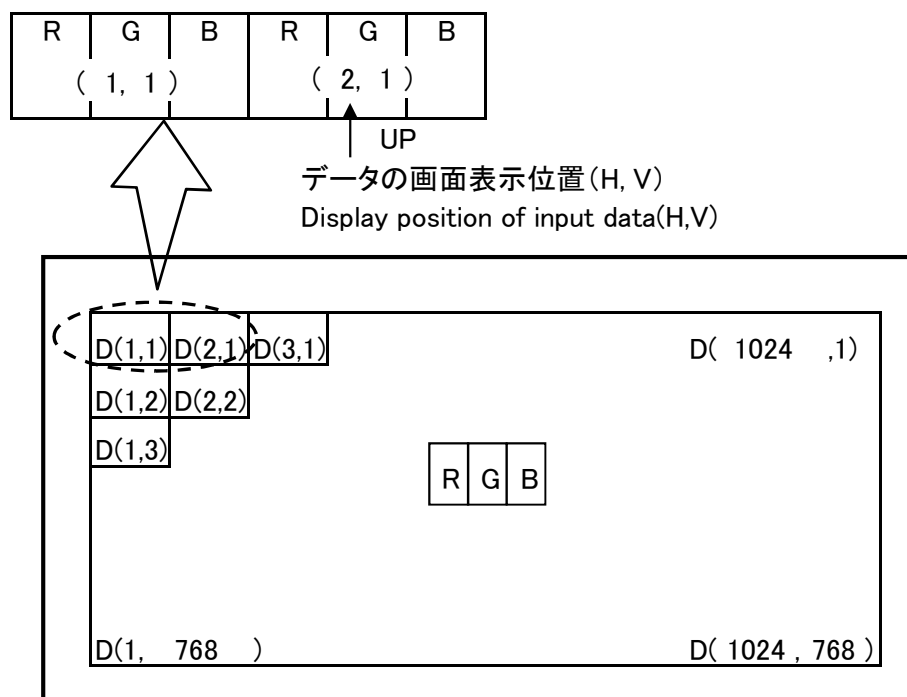 R G B R G B
( 1, 1 ) ( 2, 1 )
UP
データの画面表示位置(H, V)
Display position of input data(H,V)
D(1,1) D(2,1) D(3,1) D( 1024 ,1)
D(1,2) D(2,2)
D(1,3)
R G B
D(1, 768 ) D( 1024 , 768 )